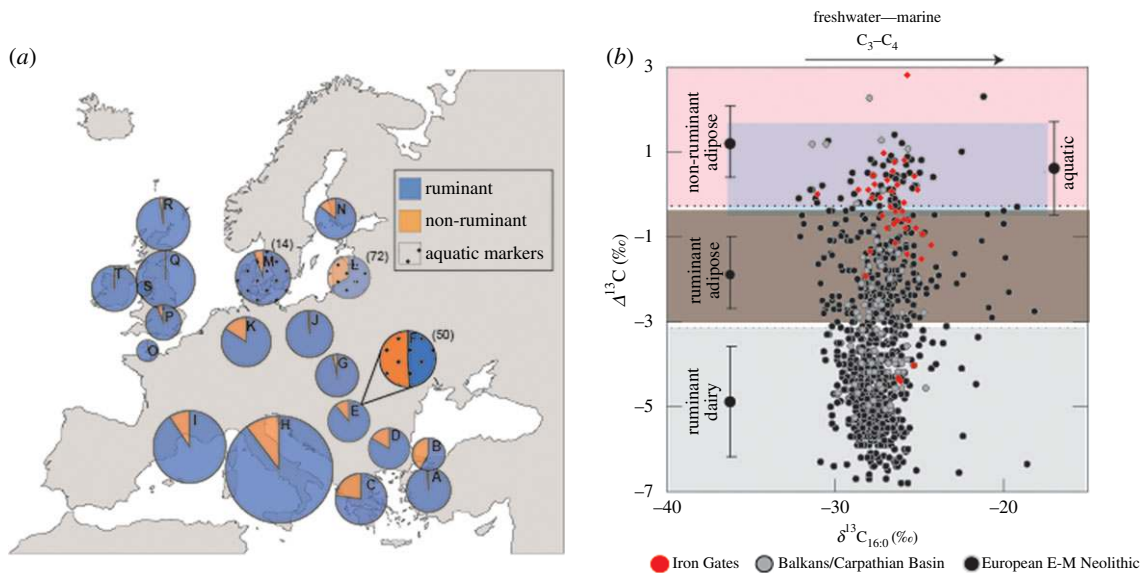 (a)
R
T
Q
S
P
O
N
M
(14)
L
(72)
K
J
G
F
(50)
E
D
B
A
C
H
I
ruminant
non-ruminant
aquatic markers
(b)
freshwater—marine
C₃–C₄
3
1
−1
−3
−5
−7
Δ¹³C (‰)
non-ruminant
adipose
aquatic
ruminant
adipose
ruminant
dairy
−40
−30
−20
δ¹³C₁₆:₀ (‰)
Iron Gates
Balkans/Carpathian Basin
European E-M Neolithic